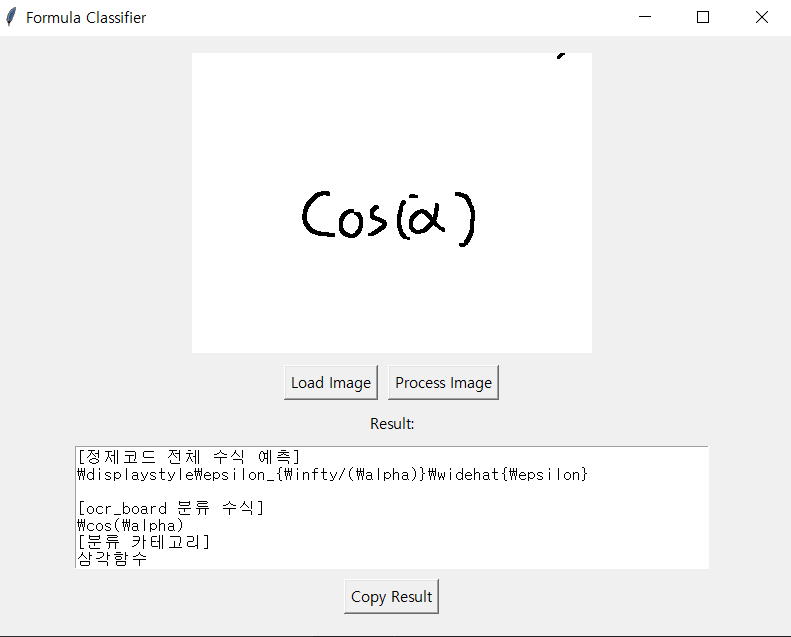 Formula Classifier
Cos(α)
Load Image Process Image
Result:
[정제코드 전체 수식 예측]
₩displaystyle₩epsilon_{₩infty/(₩alpha)}₩widehat{₩epsilon}
[ocr_board 분류 수식]
₩cos(₩alpha)
[분류 카테고리]
삼각함수
Copy Result